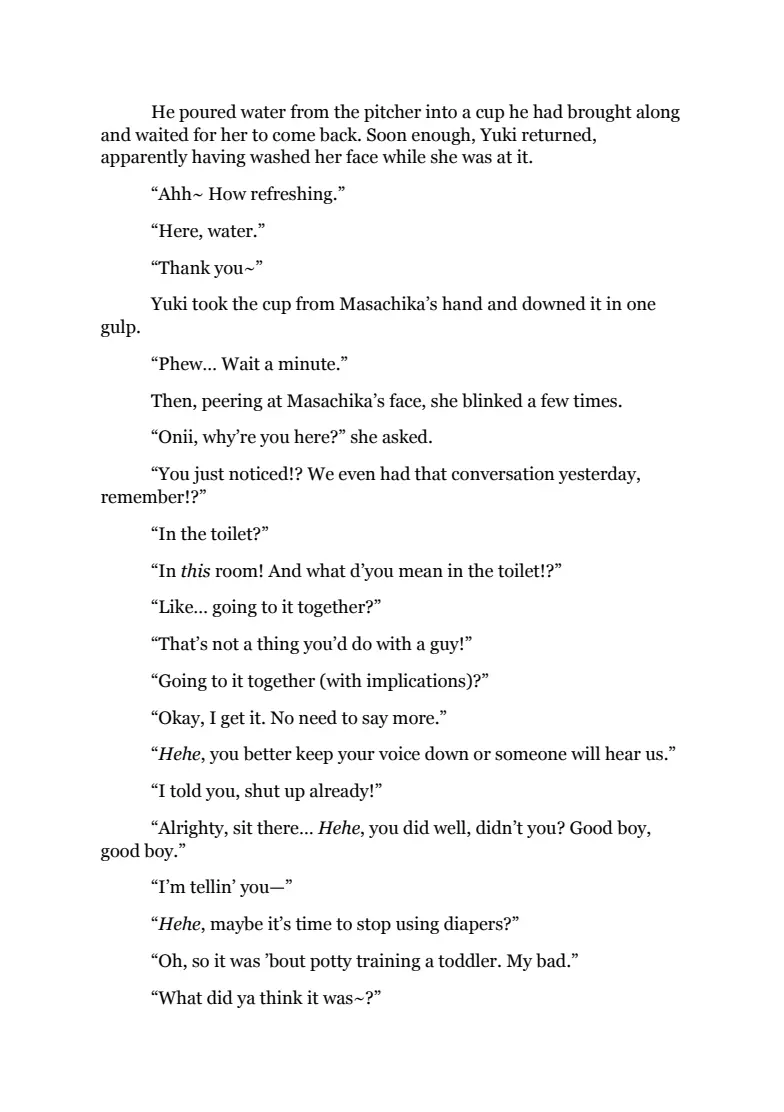 He poured water from the pitcher into a cup he had brought along
and waited for her to come back. Soon enough, Yuki returned,
apparently having washed her face while she was at it.
“Ahh~ How refreshing.”
“Here, water.”
“Thank you~”
Yuki took the cup from Masachika’s hand and downed it in one
gulp.
“Phew… Wait a minute.”
Then, peering at Masachika’s face, she blinked a few times.
“Onii, why’re you here?” she asked.
“You just noticed!? We even had that conversation yesterday,
remember!?”
“In the toilet?”
“In this room! And what d’you mean in the toilet!?”
“Like… going to it together?”
“That’s not a thing you’d do with a guy!”
“Going to it together (with implications)?”
“Okay, I get it. No need to say more.”
“Hehe, you better keep your voice down or someone will hear us.”
“I told you, shut up already!”
“Alrighty, sit there… Hehe, you did well, didn’t you? Good boy,
good boy.”
“I’m tellin’ you—”
“Hehe, maybe it’s time to stop using diapers?”
“Oh, so it was ’bout potty training a toddler. My bad.”
“What did ya think it was~?”